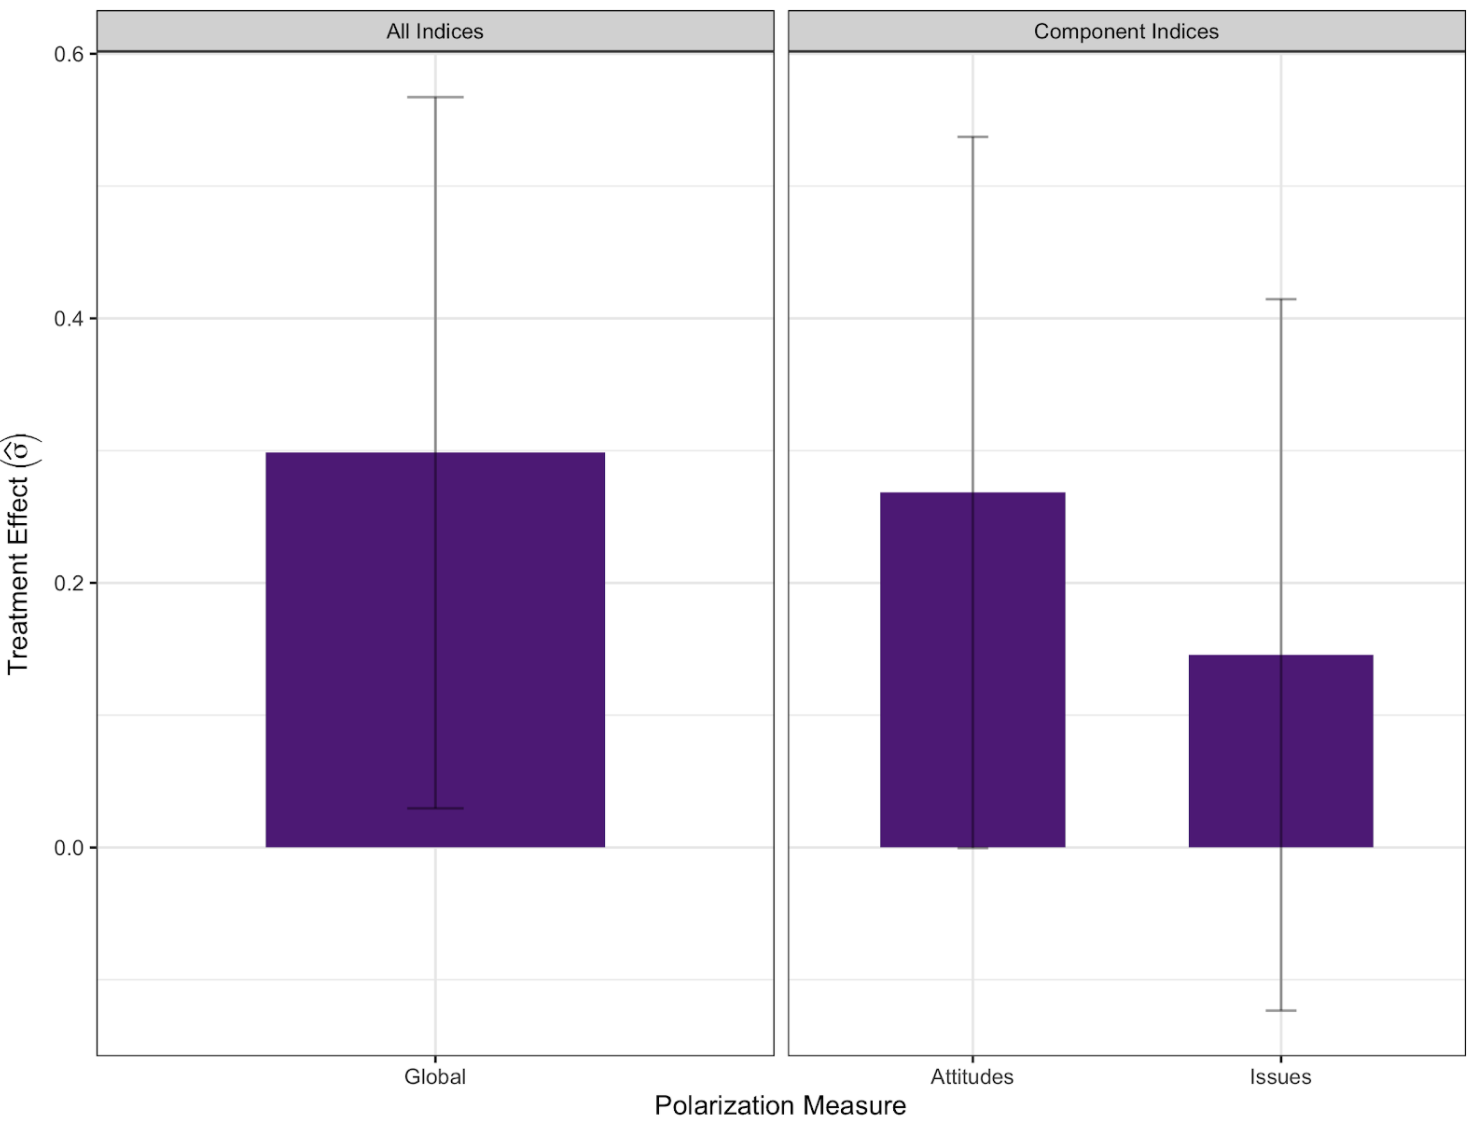 All Indices
Component Indices
0.6
0.4
0.2
0.0
Treatment Effect (σ̂)
Global
Attitudes
Issues
Polarization Measure